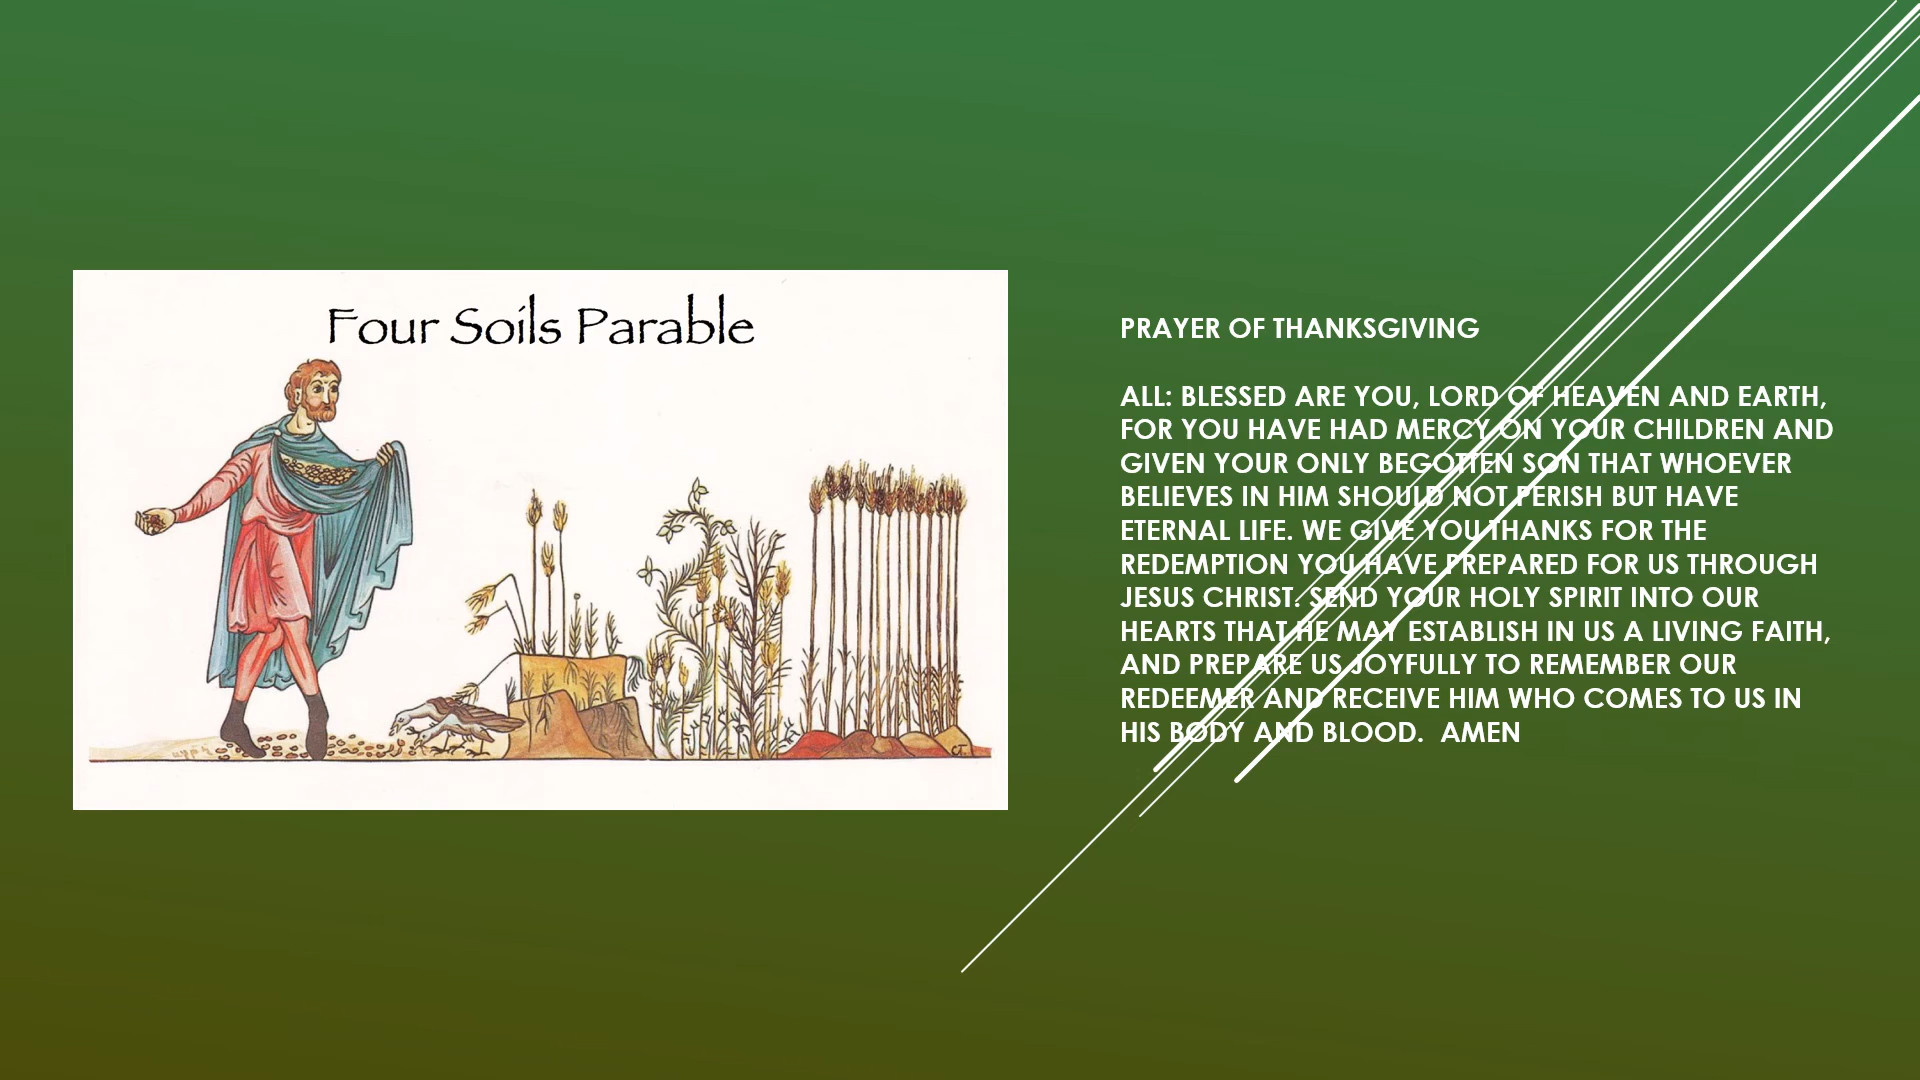 Four Soils Parable
PRAYER OF THANKSGIVING
ALL: BLESSED ARE YOU, LORD OF HEAVEN AND EARTH,
FOR YOU HAVE HAD MERCY ON YOUR CHILDREN AND
GIVEN YOUR ONLY BEGOTTEN SON THAT WHOEVER
BELIEVES IN HIM SHOULD NOT PERISH BUT HAVE
ETERNAL LIFE. WE GIVE YOU THANKS FOR THE
REDEMPTION YOU HAVE PREPARED FOR US THROUGH
JESUS CHRIST. SEND YOUR HOLY SPIRIT INTO OUR
HEARTS THAT HE MAY ESTABLISH IN US A LIVING FAITH,
AND PREPARE US JOYFULLY TO REMEMBER OUR
REDEEMER AND RECEIVE HIM WHO COMES TO US IN
HIS BODY AND BLOOD.  AMEN